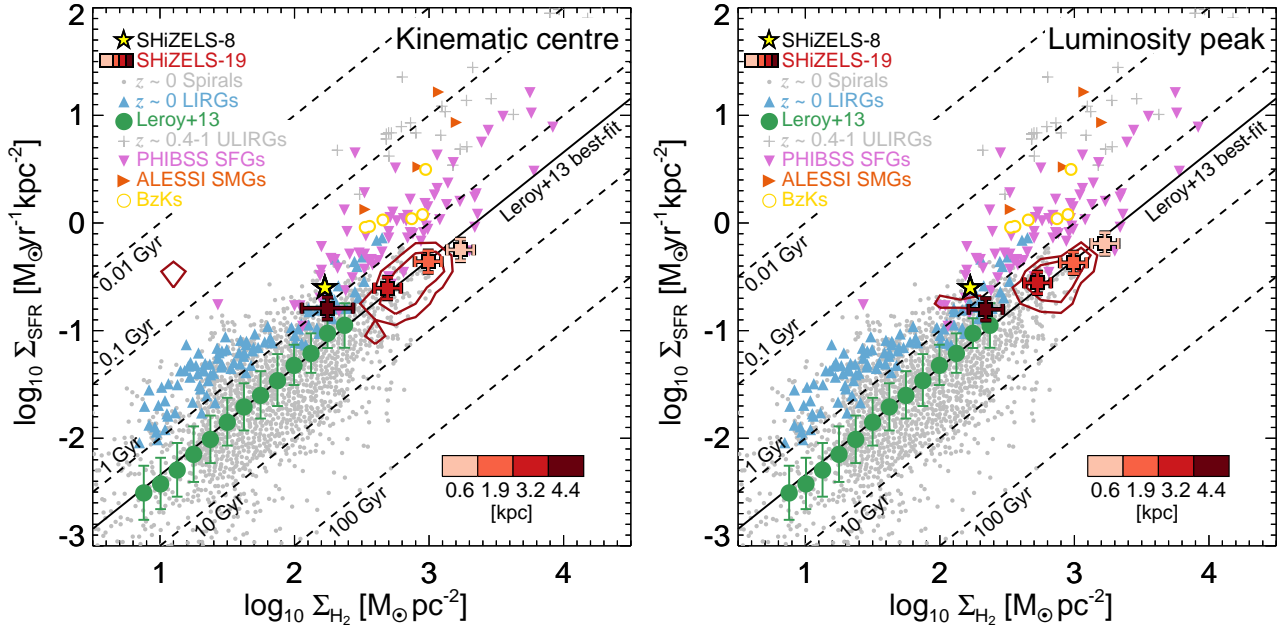 Kinematic centre
SHiZELS-8
SHiZELS-19
z ~ 0 Spirals
z ~ 0 LIRGs
Leroy+13
z ~ 0.4-1 ULIRGs
PHIBSS SFGs
ALESSI SMGs
BzKs
Leroy+13 best-fit
0.01 Gyr
0.1 Gyr
1 Gyr
10 Gyr
100 Gyr
0.6 1.9 3.2 4.4
[kpc]
2
1
0
-1
-2
-3
1 2 3 4
log₁₀ Σ_SFR [M☉yr⁻¹kpc⁻²]
log₁₀ Σ_H₂ [M☉ pc⁻²]
Luminosity peak
SHiZELS-8
SHiZELS-19
z ~ 0 Spirals
z ~ 0 LIRGs
Leroy+13
z ~ 0.4-1 ULIRGs
PHIBSS SFGs
ALESSI SMGs
BzKs
Leroy+13 best-fit
0.01 Gyr
0.1 Gyr
1 Gyr
10 Gyr
100 Gyr
0.6 1.9 3.2 4.4
[kpc]
2
1
0
-1
-2
-3
1 2 3 4
log₁₀ Σ_SFR [M☉yr⁻¹kpc⁻²]
log₁₀ Σ_H₂ [M☉ pc⁻²]